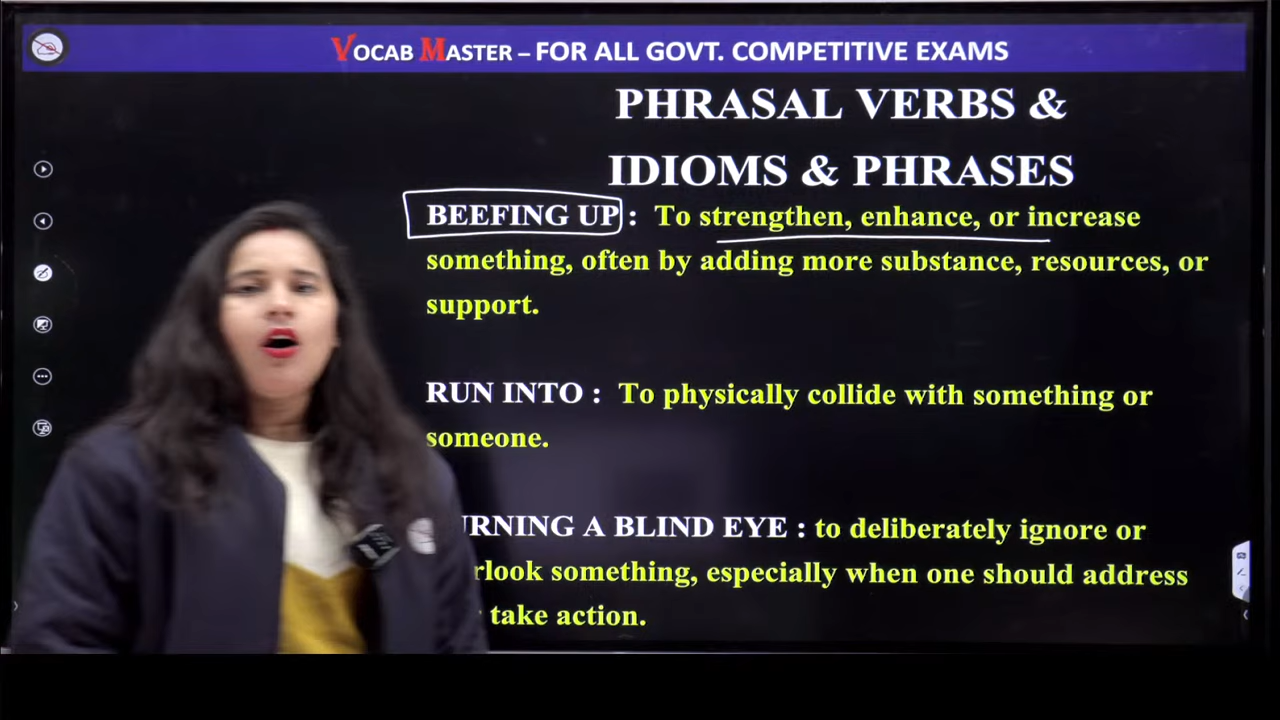 VOCAB MASTER – FOR ALL GOVT. COMPETITIVE EXAMS
PHRASAL VERBS &
IDIOMS & PHRASES
BEEFING UP : To strengthen, enhance, or increase
something, often by adding more substance, resources, or
support.
RUN INTO : To physically collide with something or
someone.
URNING A BLIND EYE : to deliberately ignore or
rlook something, especially when one should address
take action.